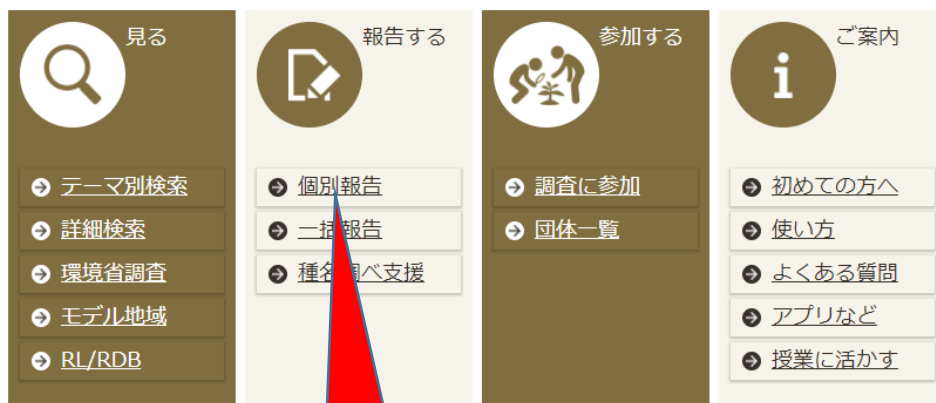 見る
テーマ別検索
詳細検索
環境省調査
モデル地域
RL/RDB
報告する
個別報告
一括報告
種名調べ支援
参加する
調査に参加
団体一覧
ご案内
初めての方へ
使い方
よくある質問
アプリなど
授業に活かす